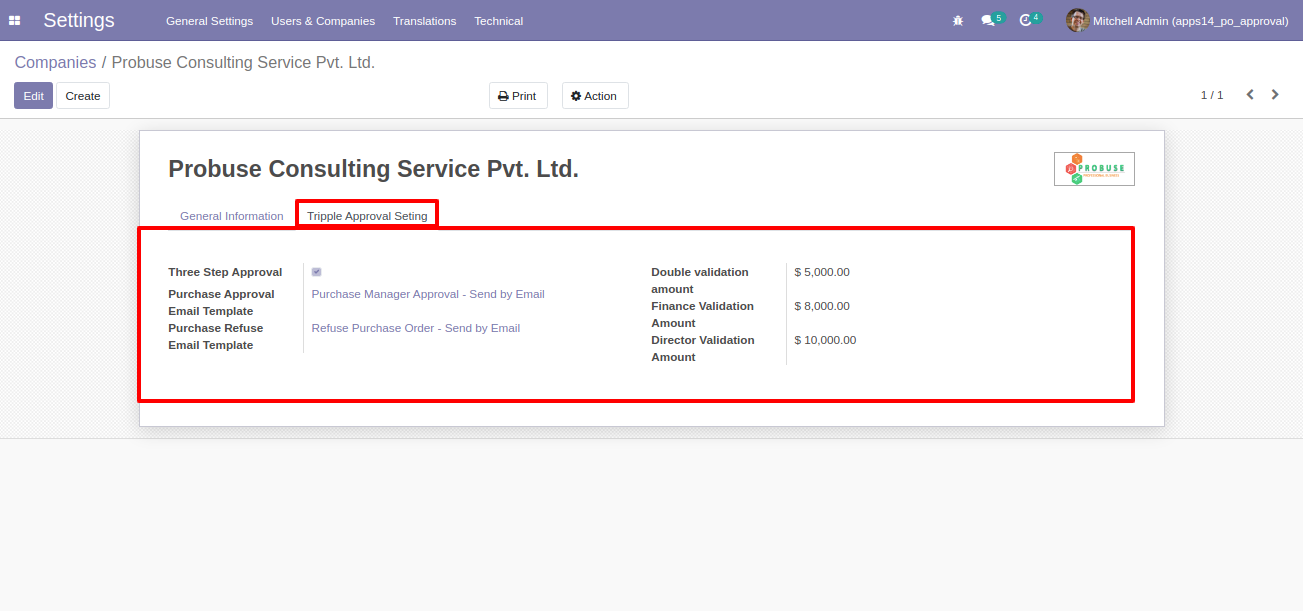 Settings General Settings Users & Companies Translations Technical 5 4 Mitchell Admin (apps14_po_approval)
Companies / Probuse Consulting Service Pvt. Ltd.
Edit Create Print Action 1 / 1
Probuse Consulting Service Pvt. Ltd.
PROBUSE
General Information Tripple Approval Seting
Three Step Approval
Purchase Approval Email Template Purchase Manager Approval - Send by Email
Purchase Refuse Email Template Refuse Purchase Order - Send by Email
Double validation amount $ 5,000.00
Finance Validation Amount $ 8,000.00
Director Validation Amount $ 10,000.00